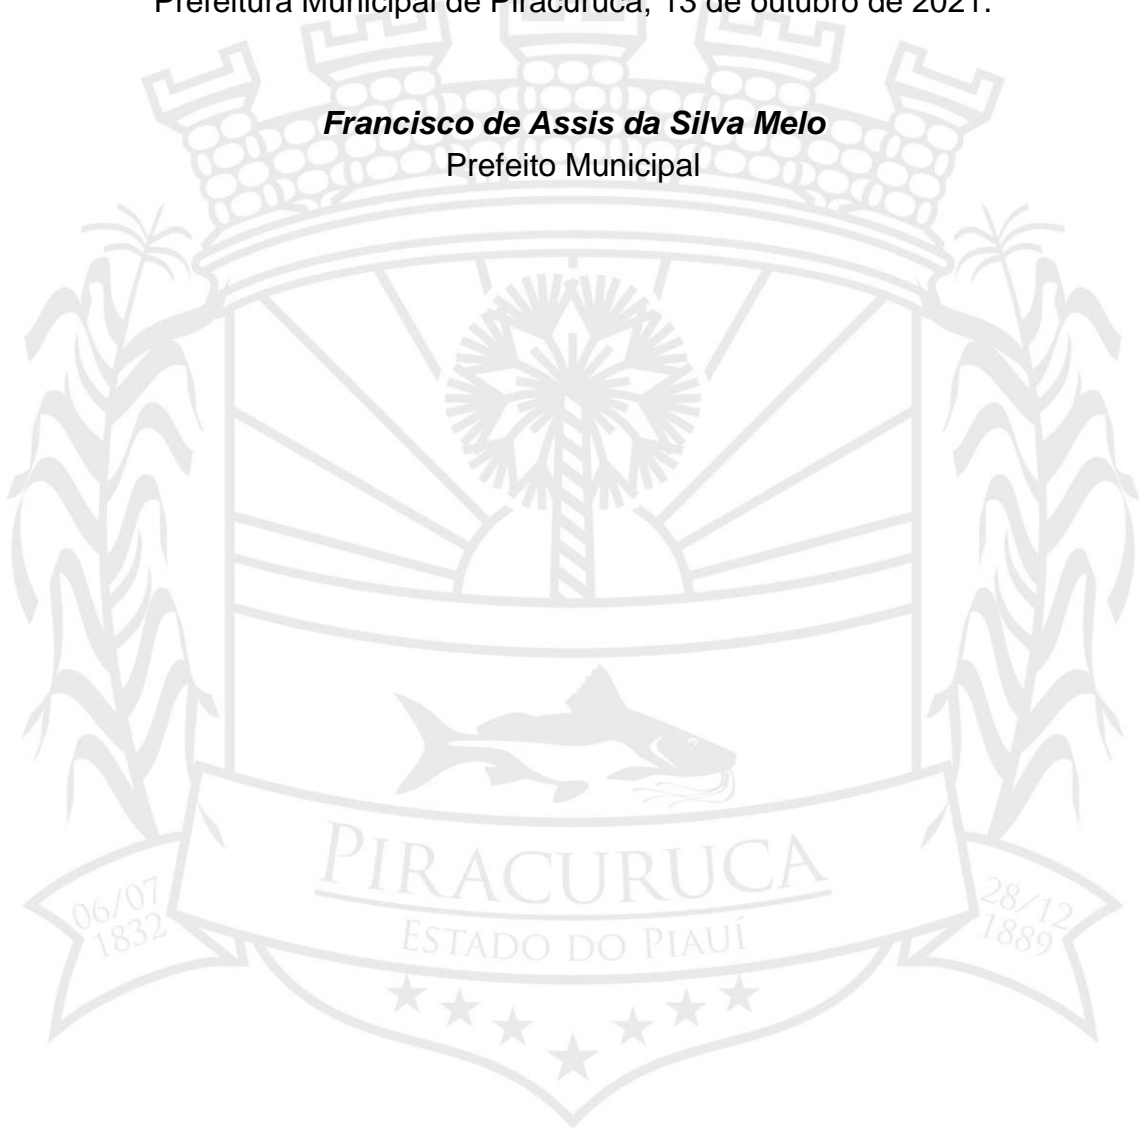 Prefeitura Municipal de Piracuruca, 13 de outubro de 2021.
Francisco de Assis da Silva Melo
Prefeito Municipal
PIRACURUCA
ESTADO DO PIAUÍ
06/07
1832
28/12
1889